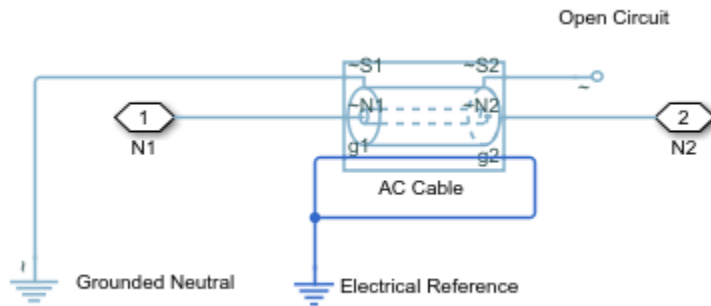 Open Circuit
~S1 ~S2
1 ~N1 ~N2 2
N1 g1 g2 N2
AC Cable
~
~
Grounded Neutral Electrical Reference